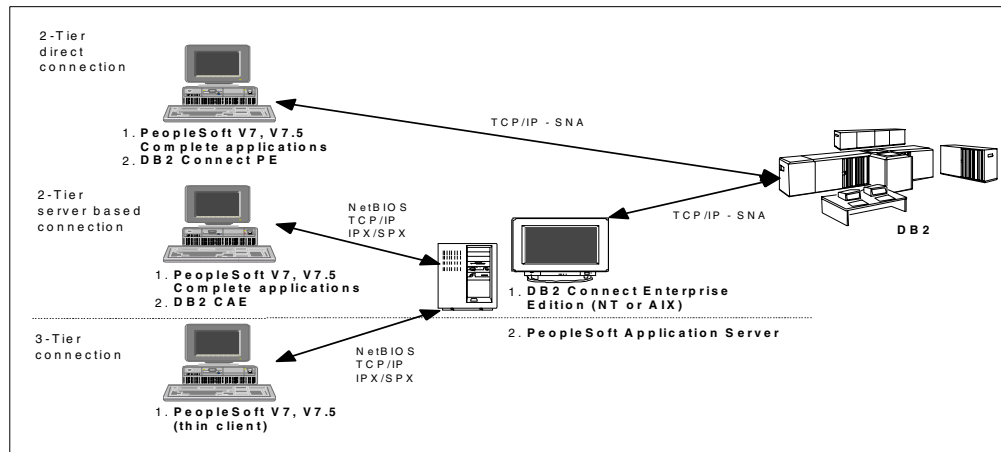 2-Tier
direct
connection
TCP/IP - SNA
1. PeopleSoft V7, V7.5
Complete applications
2. DB2 Connect PE
2-Tier
server based
connection
NetBIOS
TCP/IP
IPX/SPX
TCP/IP - SNA
DB2
1. PeopleSoft V7, V7.5
Complete applications
2. DB2 CAE
1. DB2 Connect Enterprise
Edition (NT or AIX)
2. PeopleSoft Application Server
3-Tier
connection
NetBIOS
TCP/IP
IPX/SPX
1. PeopleSoft V7, V7.5
(thin client)